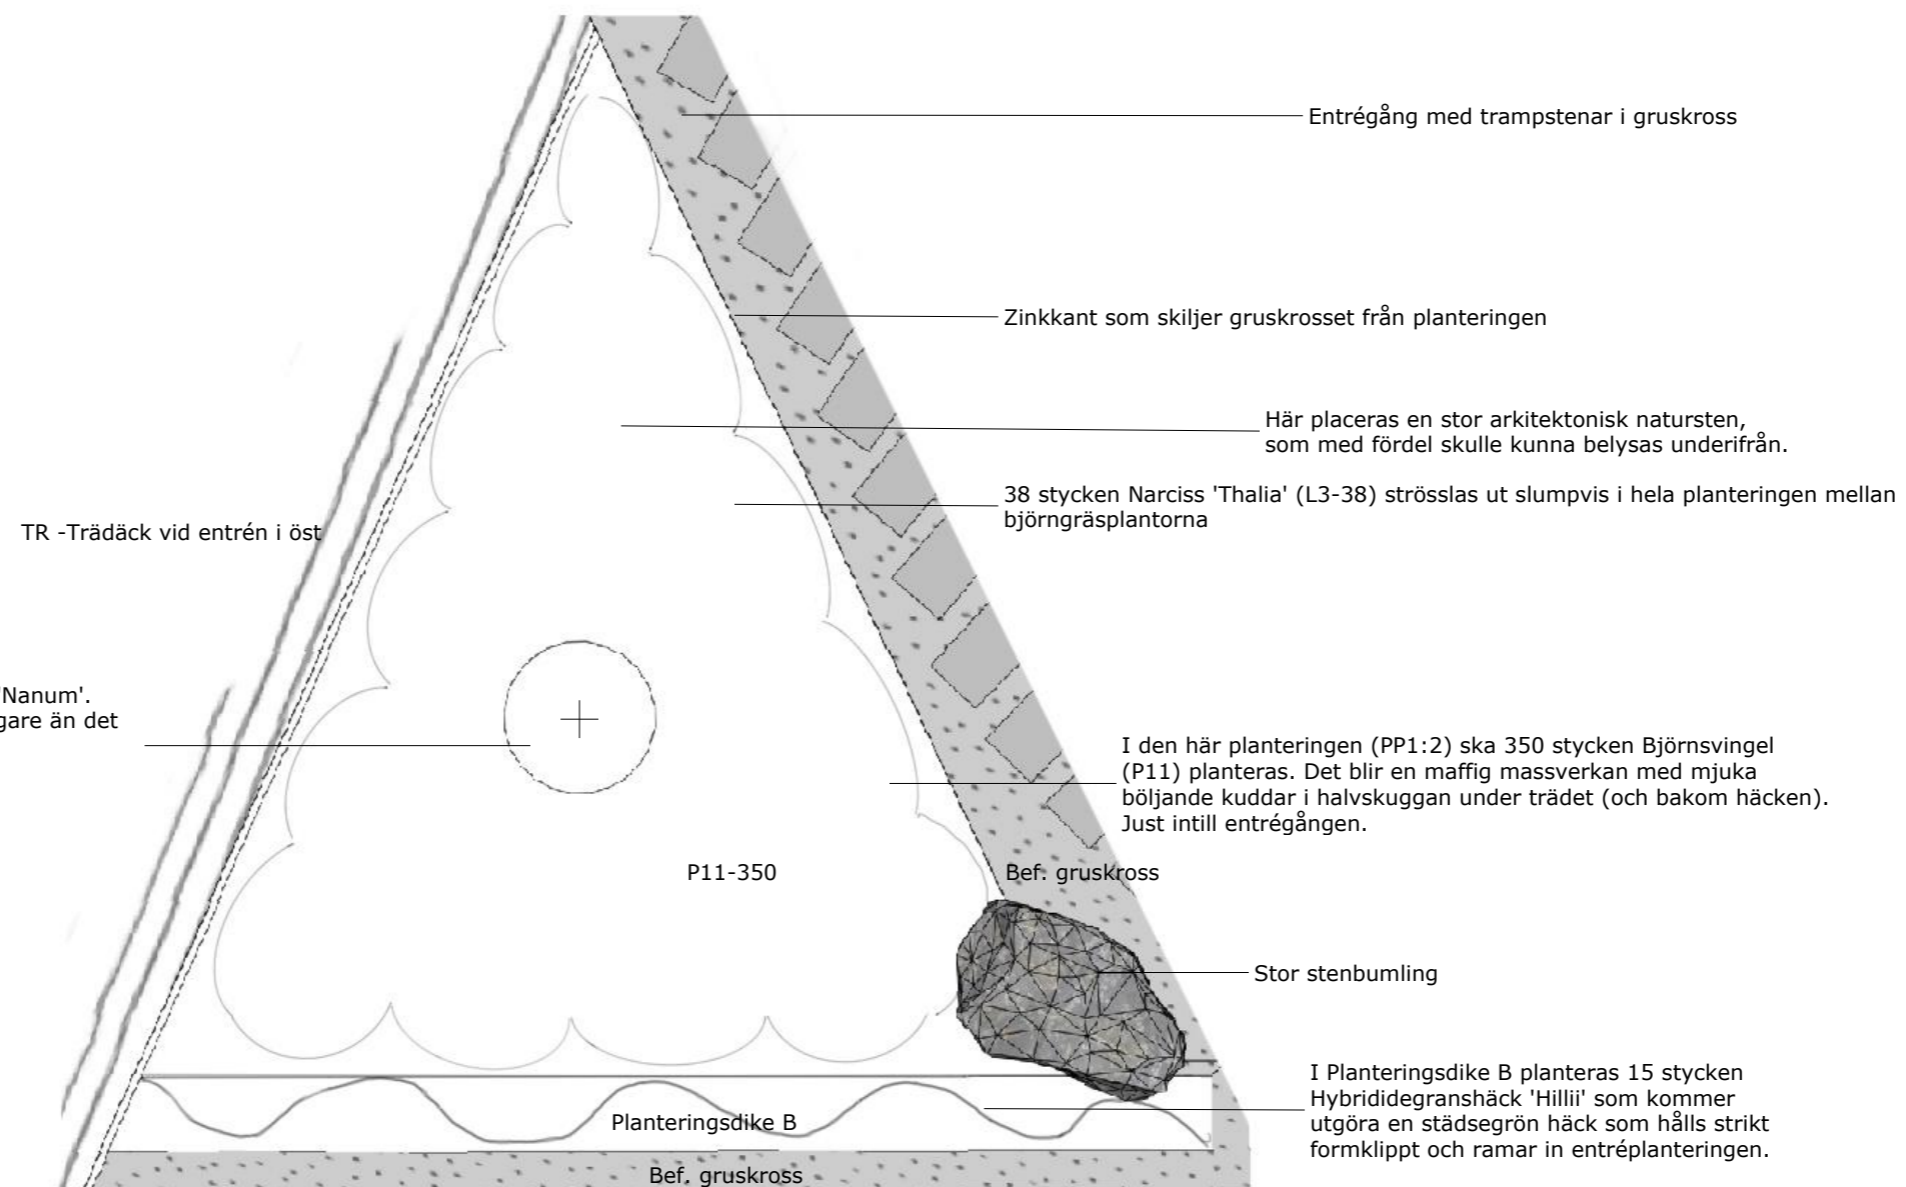 Entrégång med trampstenar i gruskross
Zinkkant som skiljer gruskrosset från planteringen
Här placeras en stor arkitektonisk natursten,
som med fördel skulle kunna belysas underifrån.
38 stycken Narciss 'Thalia' (L3-38) strösslas ut slumpvis i hela planteringen mellan
björngräsplantorna
TR -Trädäck vid entrén i öst
'Nanum'.
än det
I den här planteringen (PP1:2) ska 350 stycken Björnsvingel
(P11) planteras. Det blir en maffig massverkan med mjuka
böljande kuddar i halvskuggan under trädet (och bakom häcken).
Just intill entrégången.
P11-350
Bef. gruskross
Stor stenbumling
I Planteringsdike B planteras 15 stycken
Hybrididegranshäck 'Hillii' som kommer
utgöra en städsegrön häck som hålls strikt
formklippt och ramar in entréplanteringen.
Planteringsdike B
Bef. gruskross